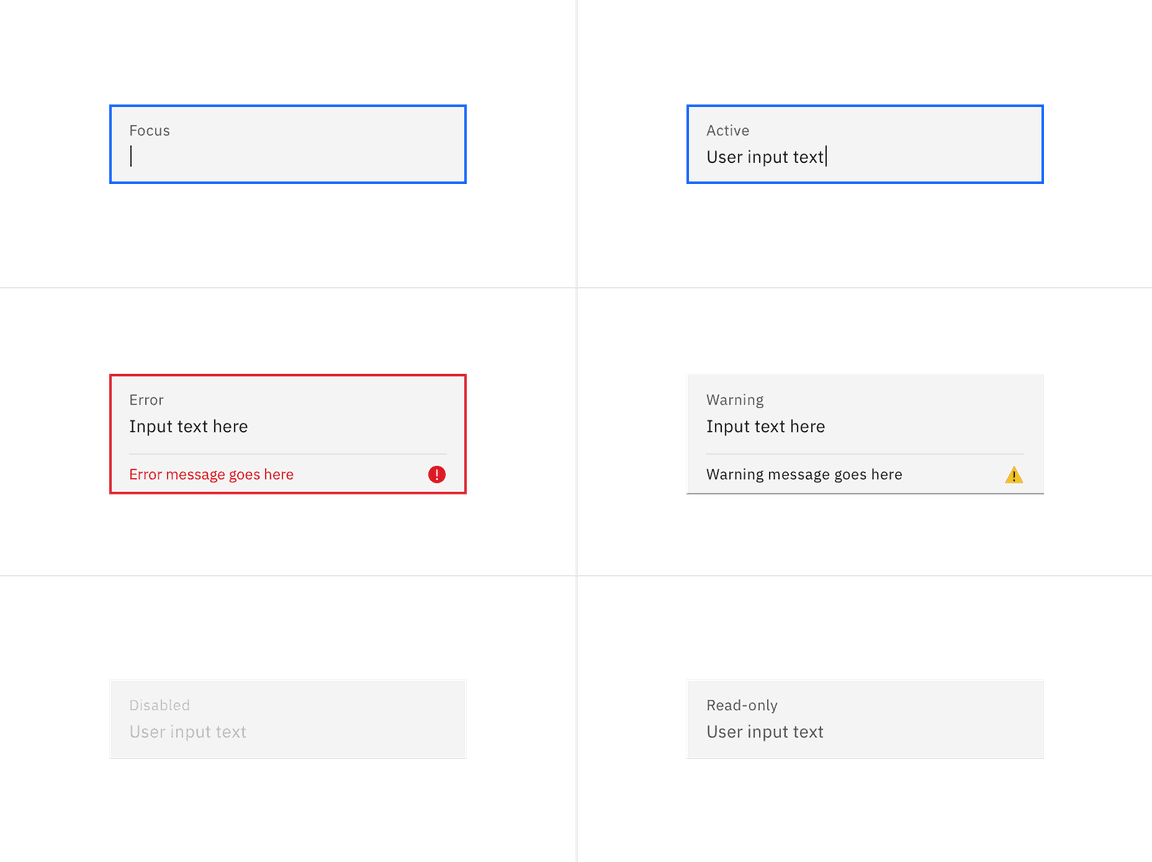 Focus
Active
User input text
Error
Input text here
Error message goes here
Warning
Input text here
Warning message goes here
Disabled
User input text
Read-only
User input text